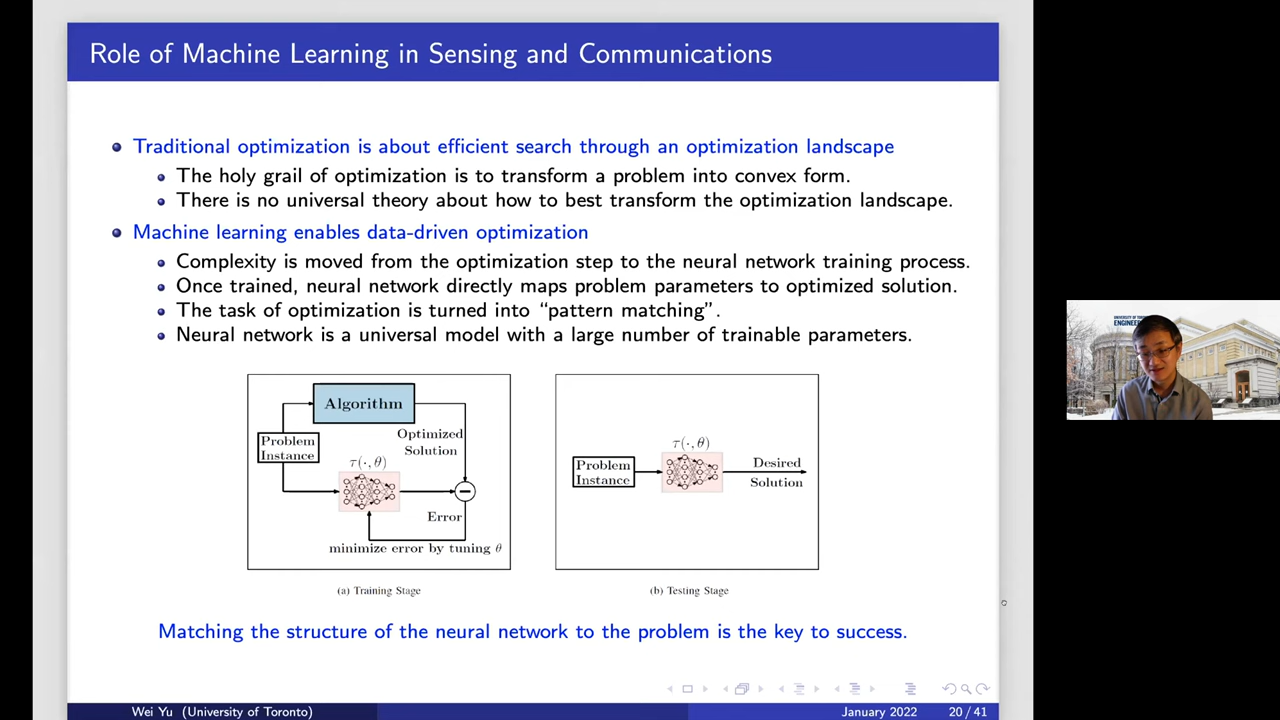 Role of Machine Learning in Sensing and Communications
Traditional optimization is about efficient search through an optimization landscape
The holy grail of optimization is to transform a problem into convex form.
There is no universal theory about how to best transform the optimization landscape.
Machine learning enables data-driven optimization
Complexity is moved from the optimization step to the neural network training process.
Once trained, neural network directly maps problem parameters to optimized solution.
The task of optimization is turned into “pattern matching”.
Neural network is a universal model with a large number of trainable parameters.
Algorithm
Problem
Instance
Optimized
Solution
τ(·, θ)
−
Error
minimize error by tuning θ
(a) Training Stage
Problem
Instance
τ(·, θ)
Desired
Solution
(b) Testing Stage
Matching the structure of the neural network to the problem is the key to success.
Wei Yu (University of Toronto)
January 2022
20 / 41
ENGINEERING